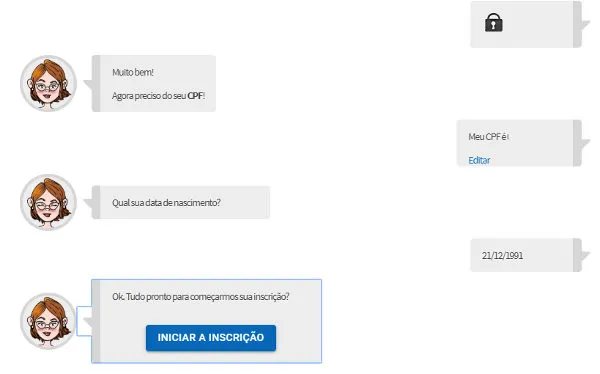 Muito bem!
Agora preciso do seu CPF!
Meu CPF é!
Editar
Qual sua data de nascimento?
21/12/1991
Ok. Tudo pronto para começarmos sua inscrição?
INICIAR A INSCRIÇÃO